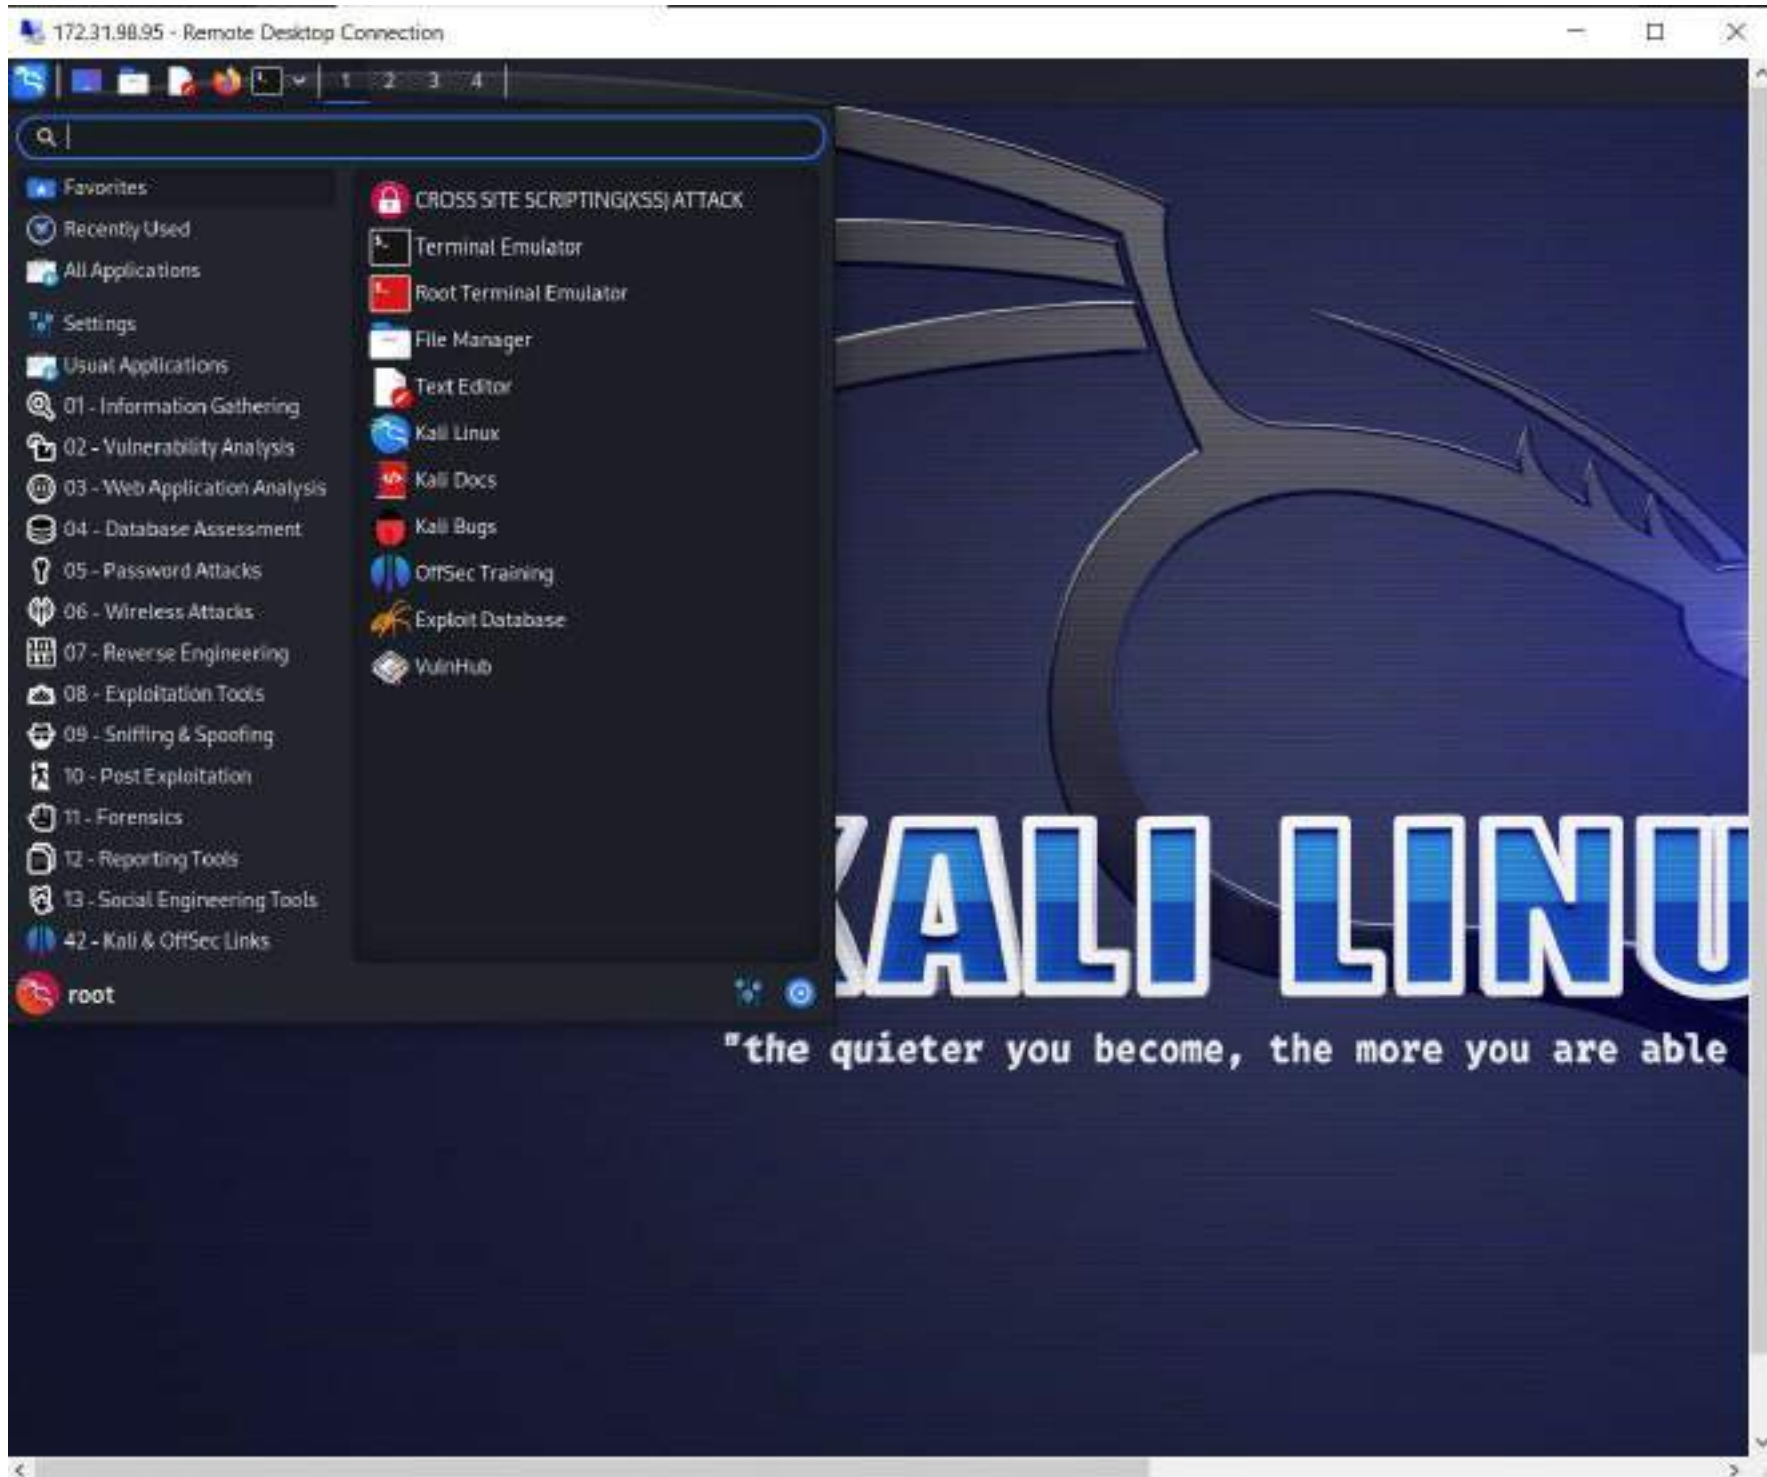 172.31.98.95 - Remote Desktop Connection
1 2 3 4
Favorites
Recently Used
All Applications
Settings
Usual Applications
01 - Information Gathering
02 - Vulnerability Analysis
03 - Web Application Analysis
04 - Database Assessment
05 - Password Attacks
06 - Wireless Attacks
07 - Reverse Engineering
08 - Exploitation Tools
09 - Sniffing & Spoofing
10 - Post Exploitation
11 - Forensics
12 - Reporting Tools
13 - Social Engineering Tools
42 - Kali & OffSec Links
CROSS SITE SCRIPTING(XSS) ATTACK
Terminal Emulator
Root Terminal Emulator
File Manager
Text Editor
Kali Linux
Kali Docs
Kali Bugs
OffSec Training
Exploit Database
VulnHub
root
KALI LINU
"the quieter you become, the more you are able